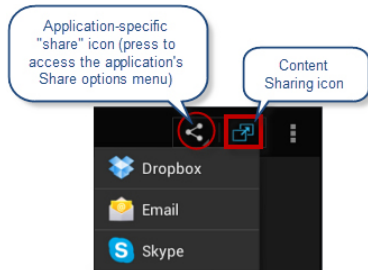 Application-specific
"share" icon (press to
access the application's
Share options menu)
Content
Sharing icon
Dropbox
Email
Skype